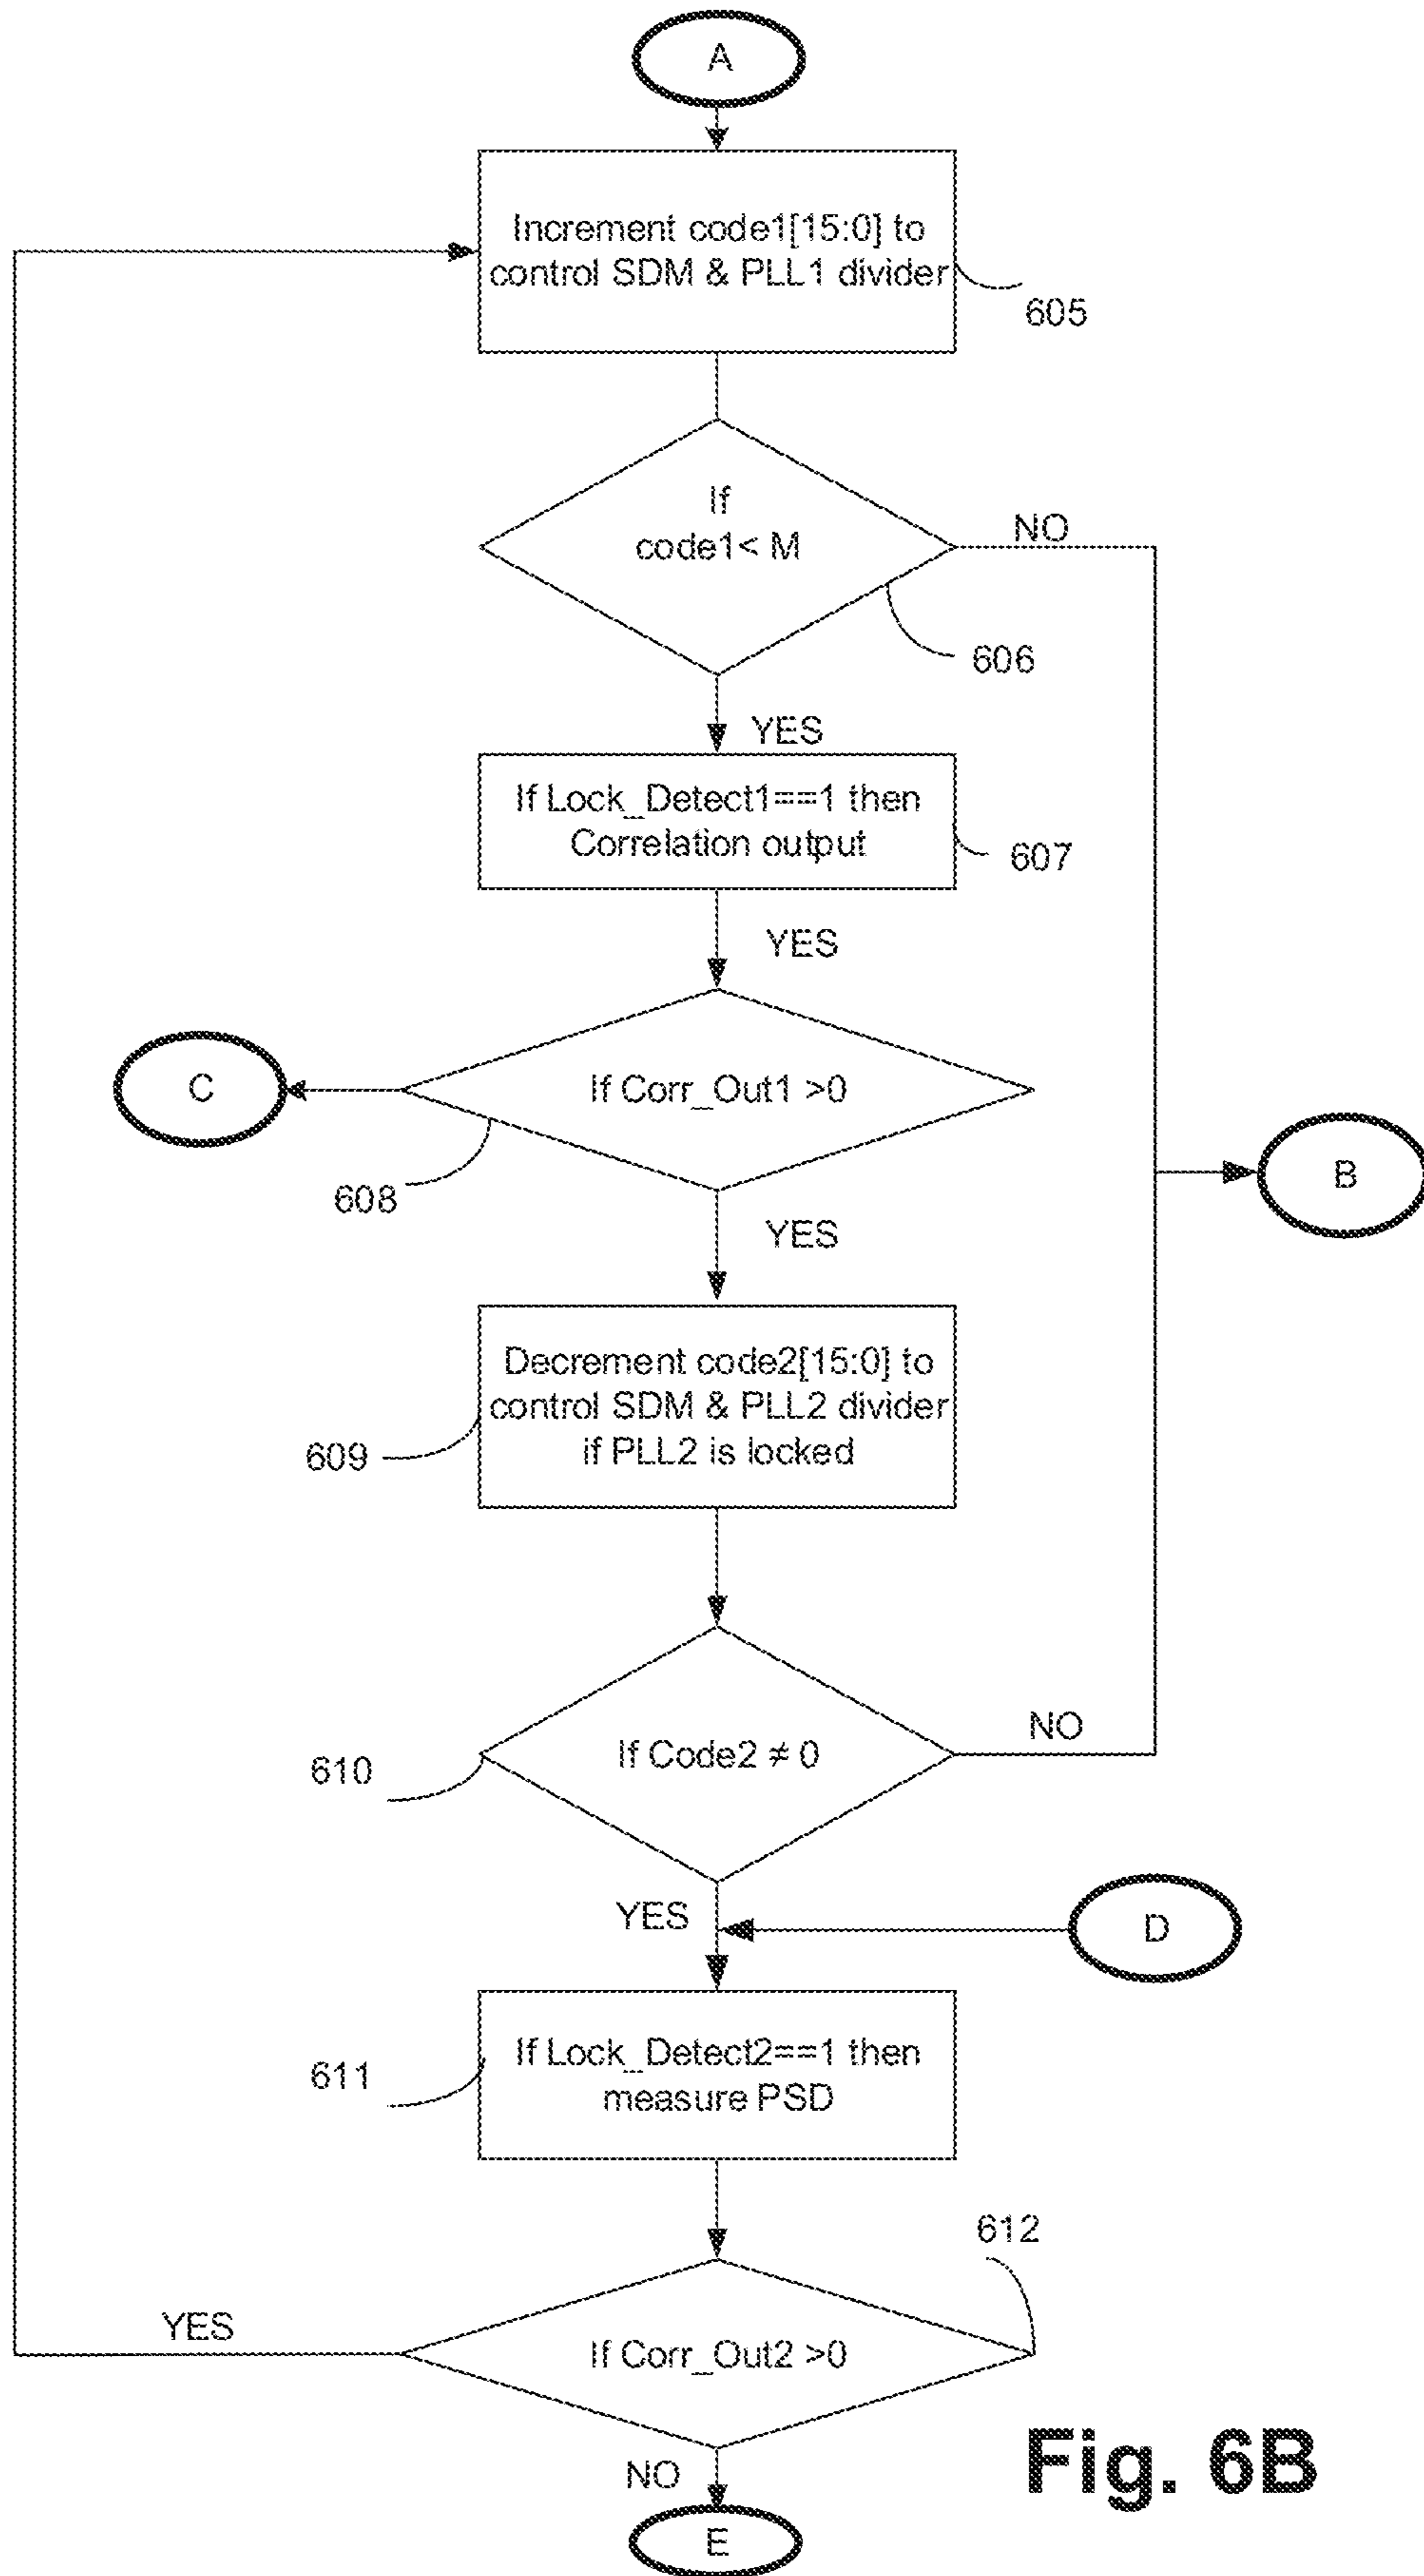 A
Increment code1[15:0] to
control SDM & PLL1 divider
605
If
code1< M
NO
606
YES
If Lock_Detect1==1 then
Correlation output
607
YES
C
If Corr_Out1 >0
608
B
YES
Decrement code2[15:0] to
control SDM & PLL2 divider
if PLL2 is locked
609
NO
If Code2 ≠ 0
610
YES
D
If Lock_Detect2==1 then
measure PSD
611
612
YES
If Corr_Out2 >0
NO
Fig. 6B
E